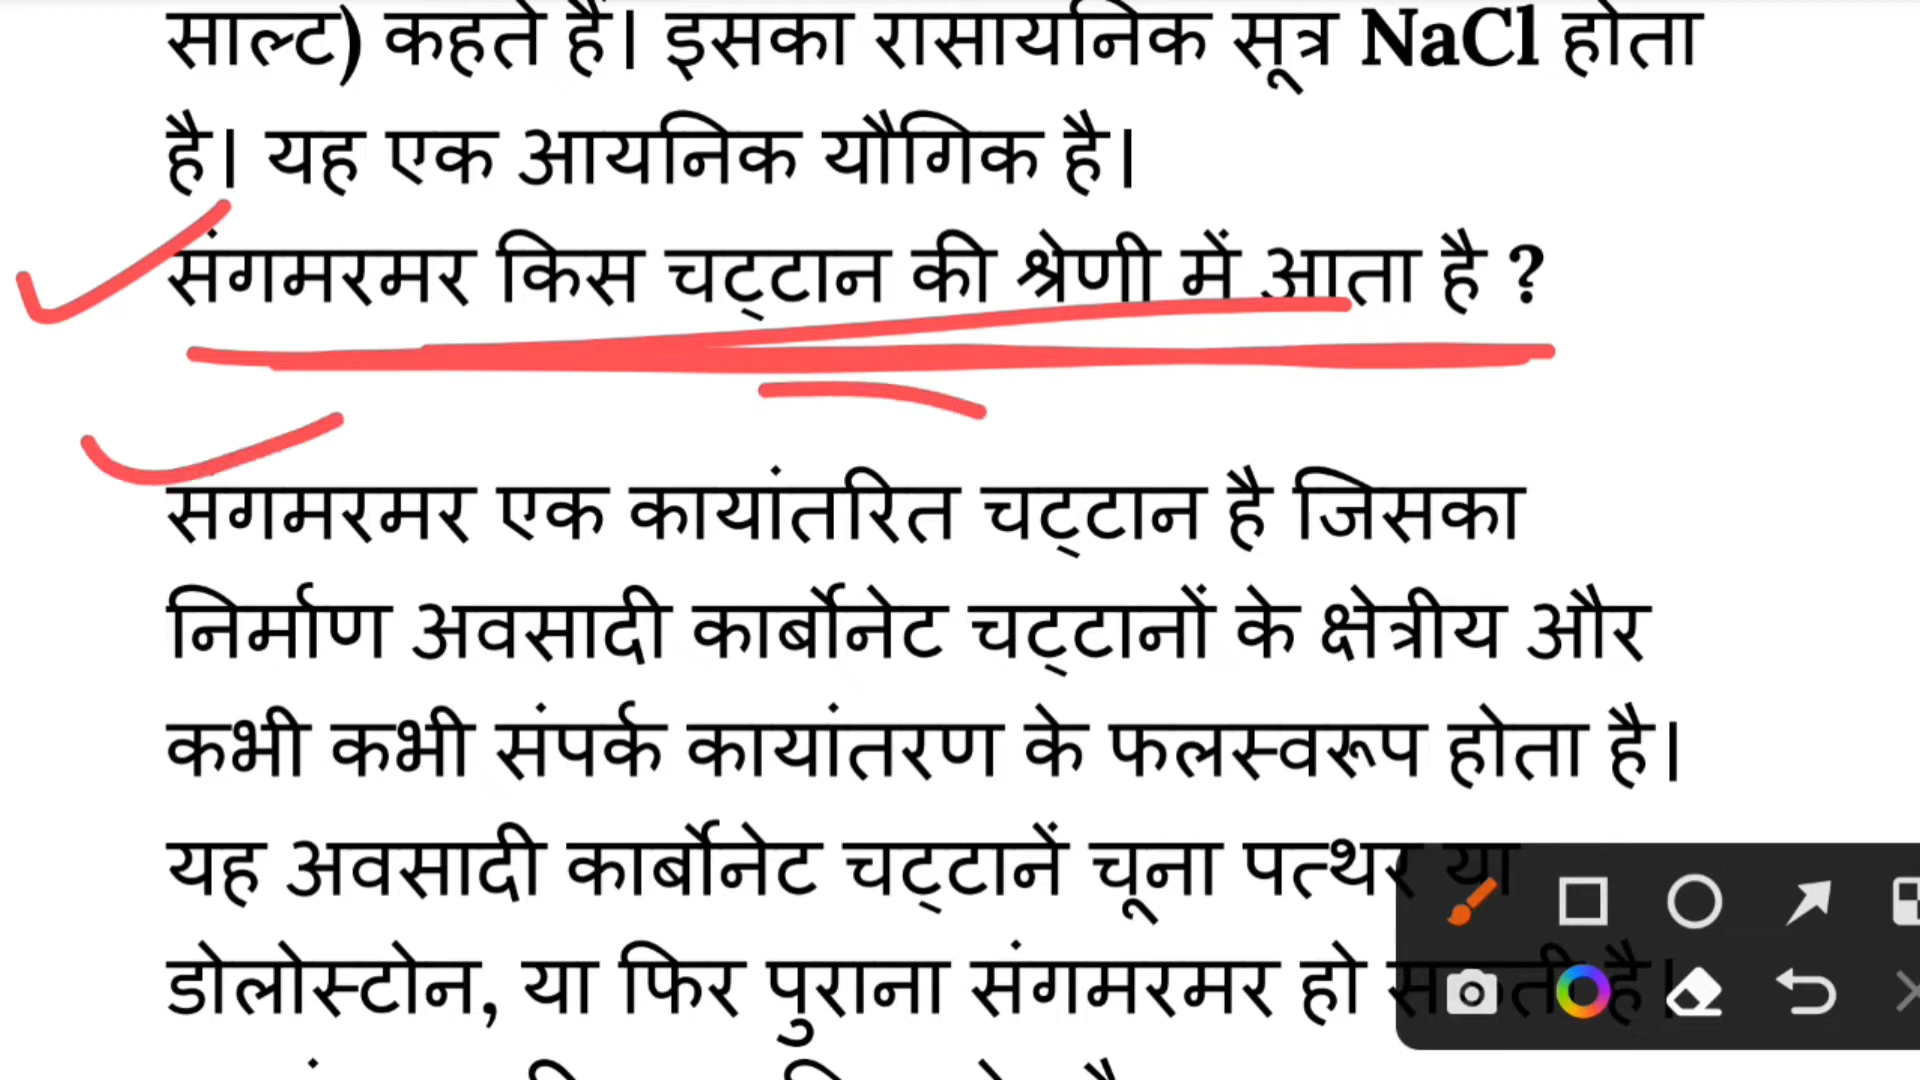 साल्ट) कहते हैं। इसका रासायनिक सूत्र NaCl होता
है। यह एक आयनिक यौगिक है।
संगमरमर किस चट्टान की श्रेणी में आता है ?
संगमरमर एक कायांतरित चट्टान है जिसका
निर्माण अवसादी कार्बोनेट चट्टानों के क्षेत्रीय और
कभी कभी संपर्क कायांतरण के फलस्वरूप होता है।
यह अवसादी कार्बोनेट चट्टानें चूना पत्थर या
डोलोस्टोन, या फिर पुराना संगमरमर हो सकती है।